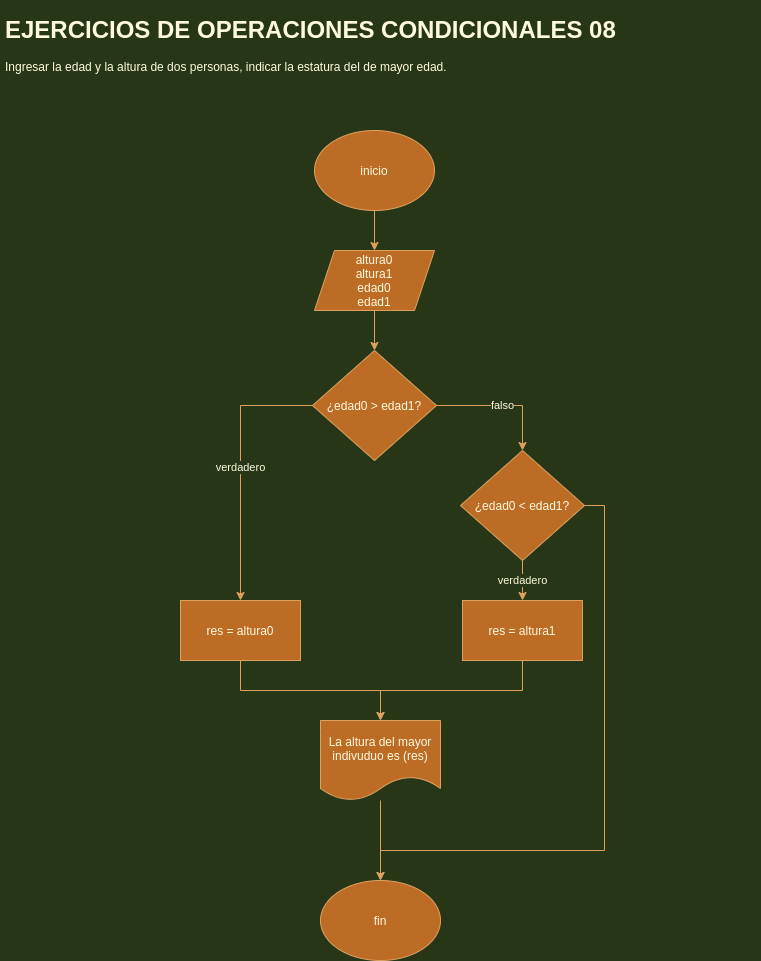 EJERCICIOS DE OPERACIONES CONDICIONALES 08
Ingresar la edad y la altura de dos personas, indicar la estatura del de mayor edad.
inicio
altura0
altura1
edad0
edad1
¿edad0 > edad1?
falso
verdadero
¿edad0 < edad1?
verdadero
res = altura0
res = altura1
La altura del mayor
indivuduo es (res)
fin